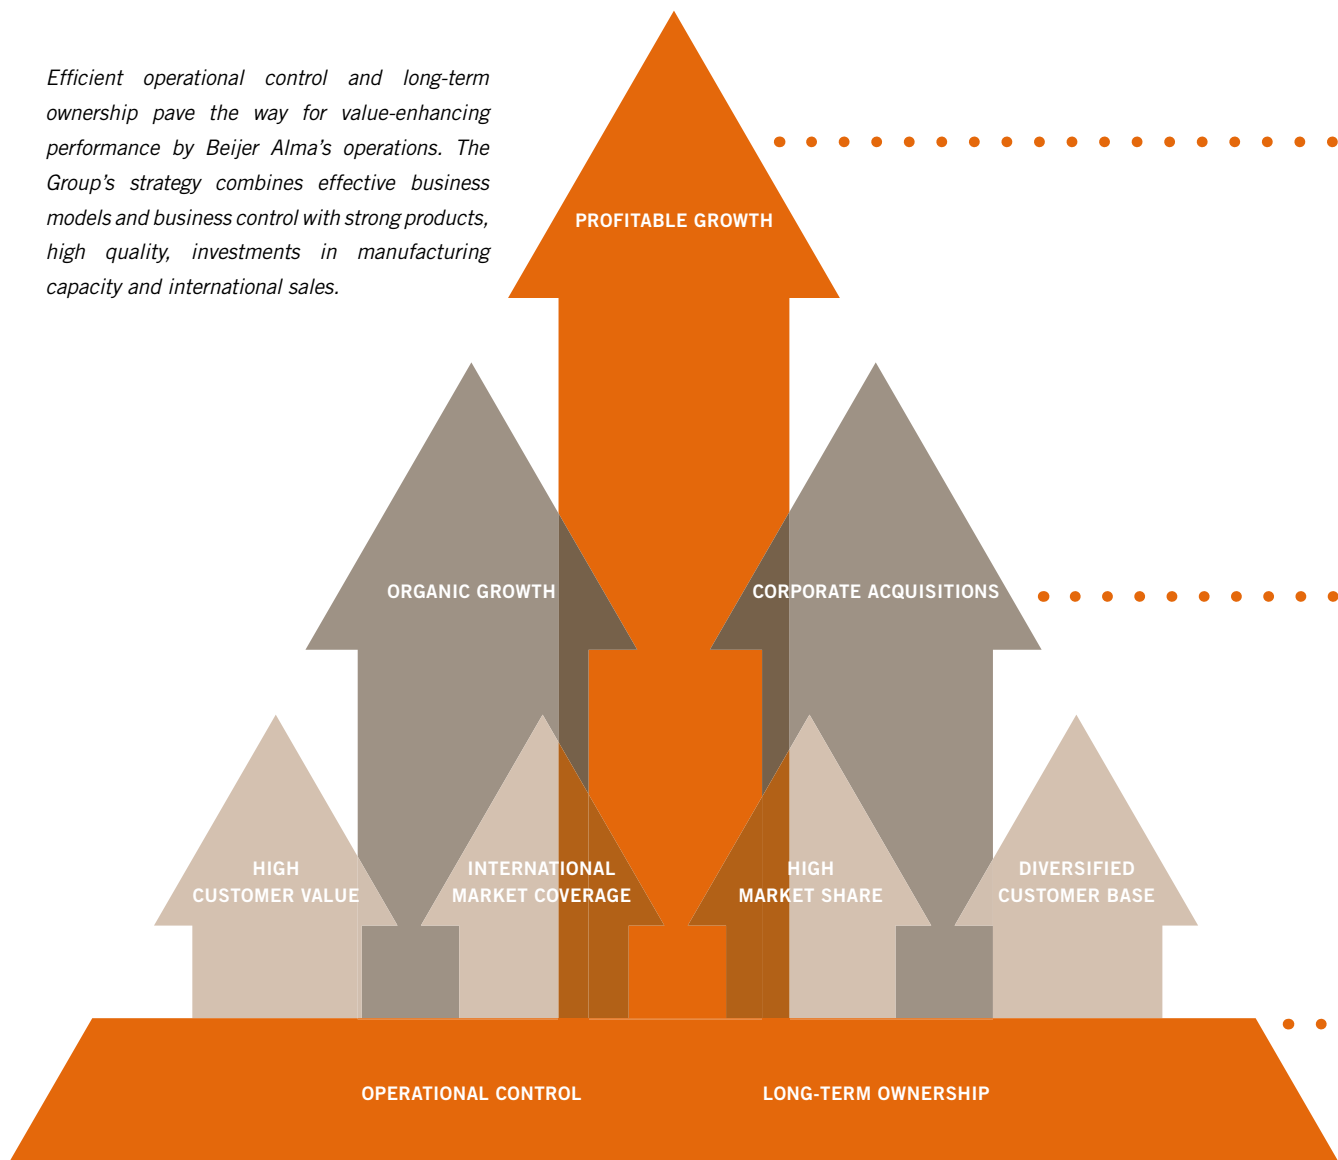 Efficient operational control and long-term
ownership pave the way for value-enhancing
performance by Beijer Alma’s operations. The
Group’s strategy combines effective business
models and business control with strong products,
high quality, investments in manufacturing
capacity and international sales.
PROFITABLE GROWTH
ORGANIC GROWTH
CORPORATE ACQUISITIONS
HIGH
CUSTOMER VALUE
INTERNATIONAL
MARKET COVERAGE
HIGH
MARKET SHARE
DIVERSIFIED
CUSTOMER BASE
OPERATIONAL CONTROL
LONG-TERM OWNERSHIP